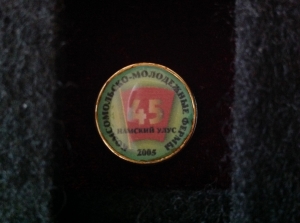 КОМСОМОЛЬСКО-МОЛОДЕЖНЫЕ ФЕРМЫ
45
НАМСКИЙ УЛУС
2005